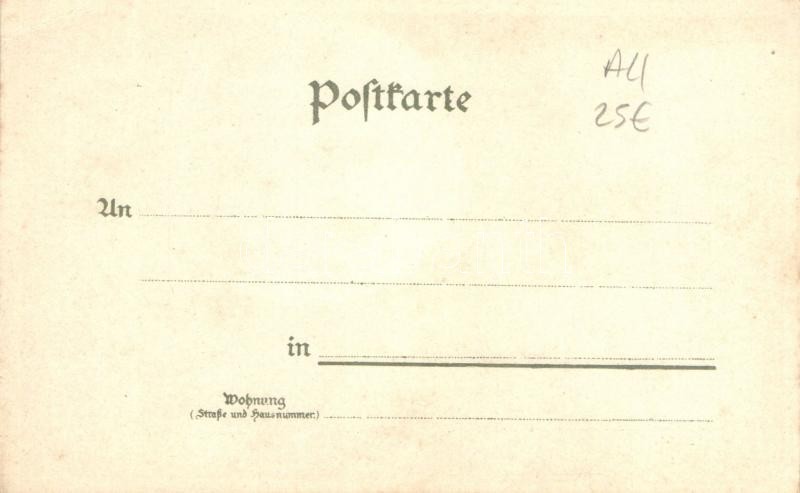 Postkarte
All
25€
An
in
Wohnung
(Straße und Hausnummer.)